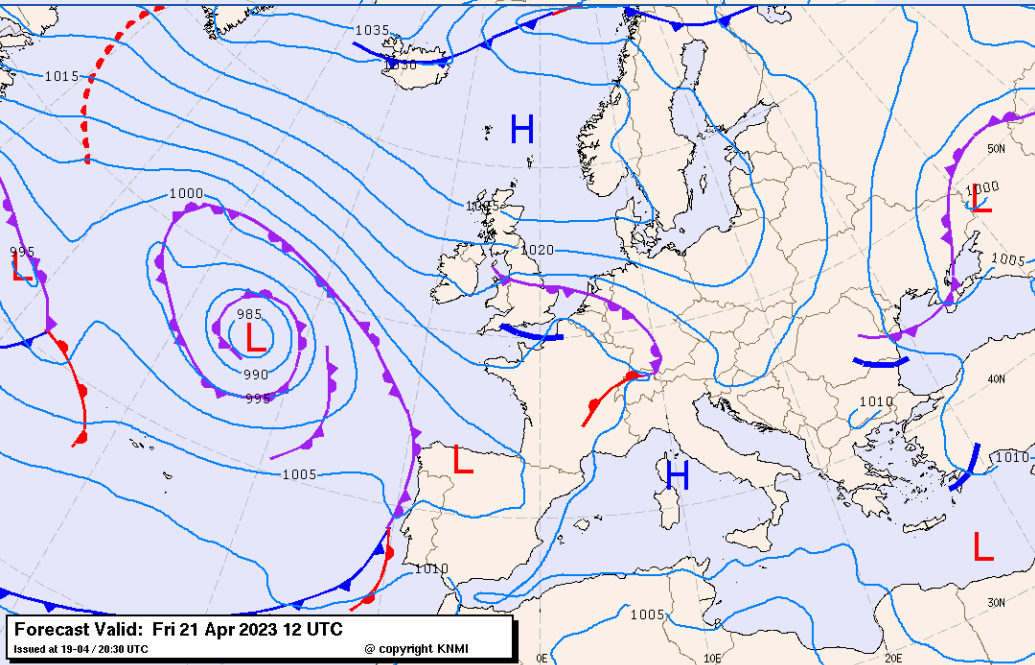 1035
1030
1015
H
50N
1000
L
1000
1025
1020
995
L
1005
985
L
990
995
40N
1010
L
H
1005
1010
L
1010
1005
30N
0E
10E
20E
Forecast Valid: Fri 21 Apr 2023 12 UTC
Issued at 19-04 / 20:30 UTC @ copyright KNMI